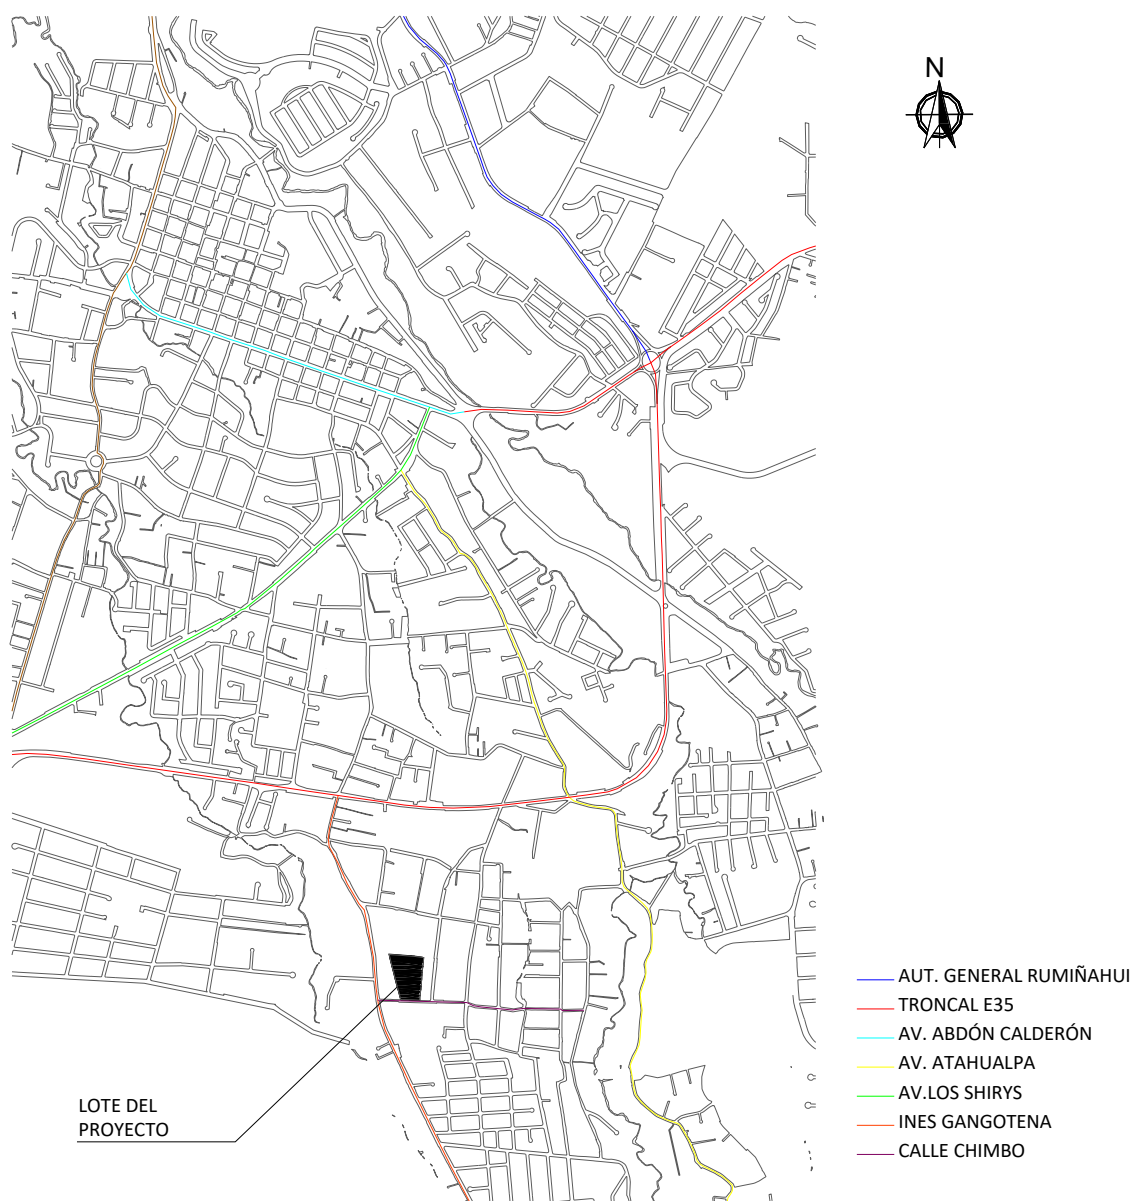 N
AUT. GENERAL RUMIÑAHUI
TRONCAL E35
AV. ABDÓN CALDERÓN
AV. ATAHUALPA
AV.LOS SHIRYS
INES GANGOTENA
CALLE CHIMBO
LOTE DEL
PROYECTO